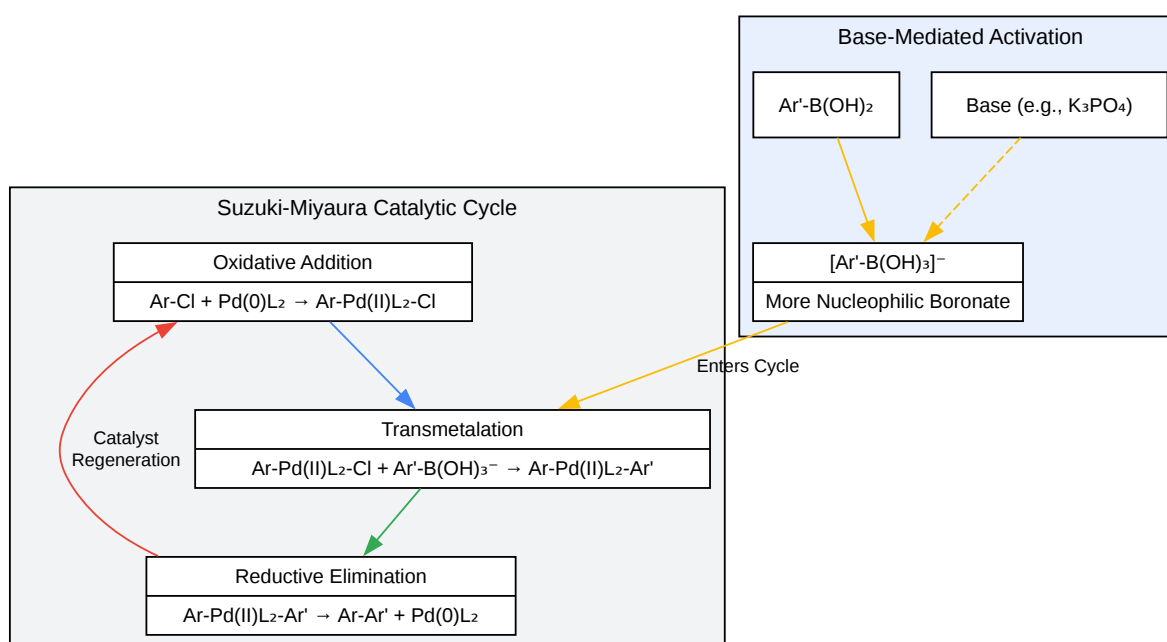 Base-Mediated Activation
Ar'-B(OH)₂
Base (e.g., K₃PO₄)
[Ar'-B(OH)₃]⁻
More Nucleophilic Boronate
Enters Cycle
Suzuki-Miyaura Catalytic Cycle
Oxidative Addition
Ar-Cl + Pd(0)L₂ → Ar-Pd(II)L₂-Cl
Transmetalation
Ar-Pd(II)L₂-Cl + Ar'-B(OH)₃⁻ → Ar-Pd(II)L₂-Ar'
Catalyst
Regeneration
Reductive Elimination
Ar-Pd(II)L₂-Ar' → Ar-Ar' + Pd(0)L₂